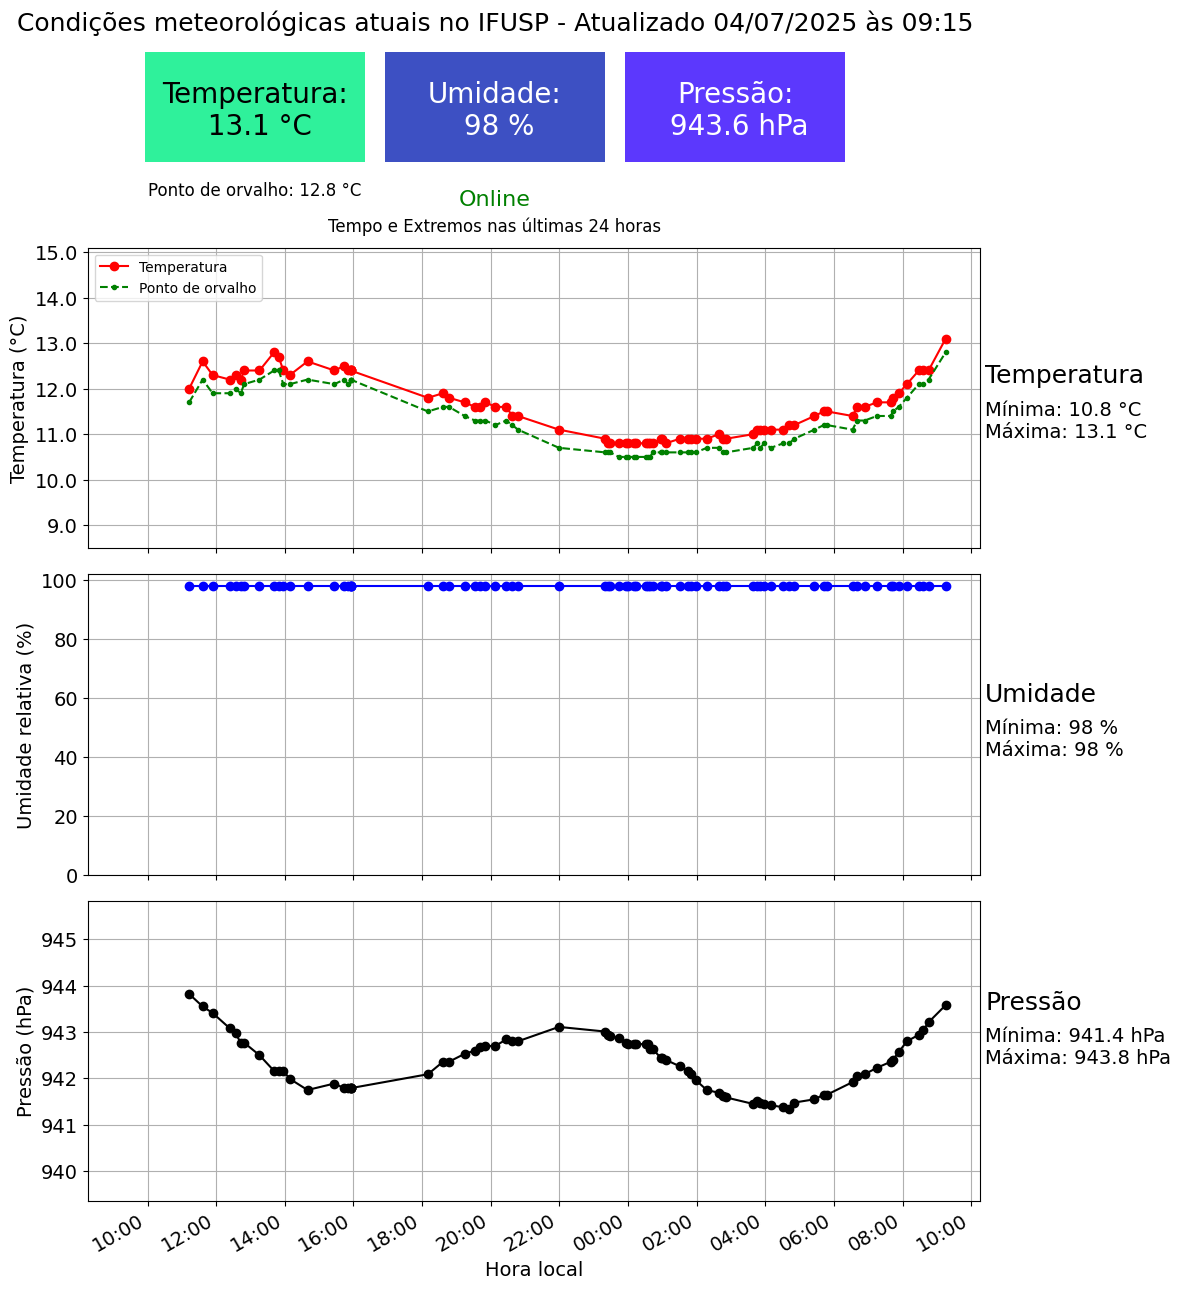 Condições meteorológicas atuais no IFUSP - Atualizado 04/07/2025 às 09:15
Temperatura:
13.1 °C
Umidade:
98 %
Pressão:
943.6 hPa
Ponto de orvalho: 12.8 °C
Online
Tempo e Extremos nas últimas 24 horas
Temperatura
Ponto de orvalho
Temperatura (°C)
15.0
14.0
13.0
12.0
11.0
10.0
9.0
Temperatura
Mínima: 10.8 °C
Máxima: 13.1 °C
Umidade relativa (%)
100
80
60
40
20
0
Umidade
Mínima: 98 %
Máxima: 98 %
Pressão (hPa)
945
944
943
942
941
940
Pressão
Mínima: 941.4 hPa
Máxima: 943.8 hPa
10:00
12:00
14:00
16:00
18:00
20:00
22:00
00:00
02:00
04:00
06:00
08:00
10:00
Hora local